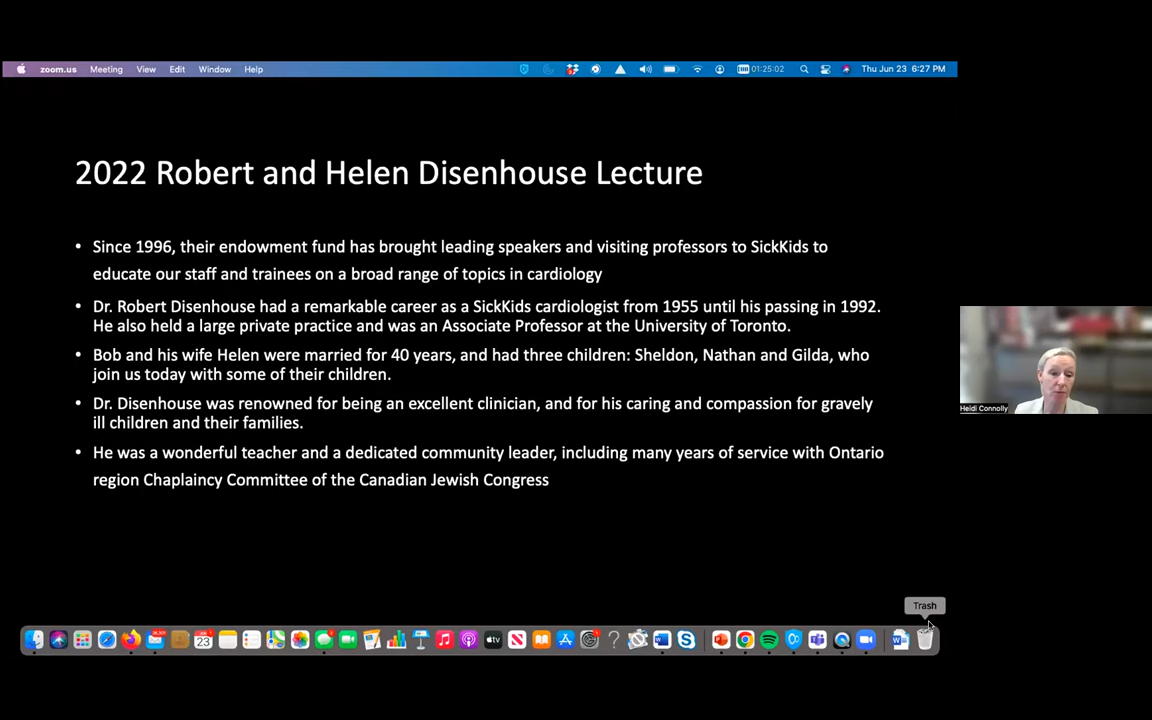 zoom.us Meeting View Edit Window Help 01:25:02 Thu Jun 23 6:27 PM
2022 Robert and Helen Disenhouse Lecture
• Since 1996, their endowment fund has brought leading speakers and visiting professors to SickKids to
educate our staff and trainees on a broad range of topics in cardiology
• Dr. Robert Disenhouse had a remarkable career as a SickKids cardiologist from 1955 until his passing in 1992.
He also held a large private practice and was an Associate Professor at the University of Toronto.
• Bob and his wife Helen were married for 40 years, and had three children: Sheldon, Nathan and Gilda, who
join us today with some of their children.
• Dr. Disenhouse was renowned for being an excellent clinician, and for his caring and compassion for gravely
ill children and their families.
• He was a wonderful teacher and a dedicated community leader, including many years of service with Ontario
region Chaplaincy Committee of the Canadian Jewish Congress
Heidi Connolly
Trash
23
tv